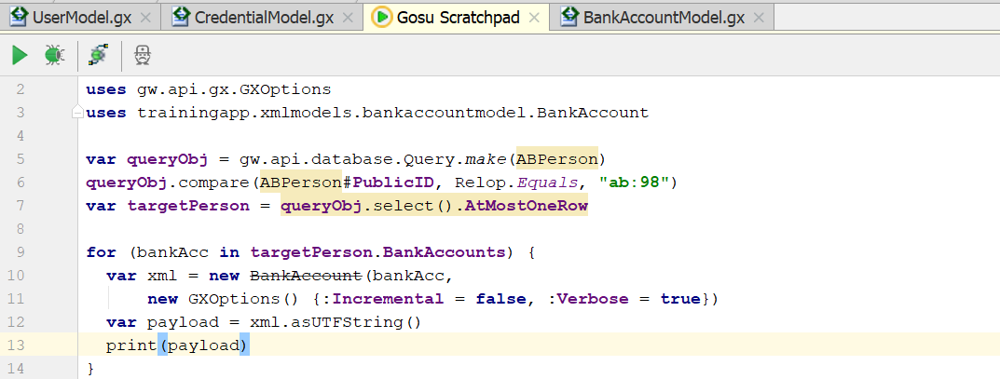 UserModel.gx CredentialModel.gx Gosu Scratchpad BankAccountModel.gx
2 uses gw.api.gx.GXOptions
3 uses trainingapp.xmlmodels.bankaccountmodel.BankAccount
4
5 var queryObj = gw.api.database.Query.make(ABPerson)
6 queryObj.compare(ABPerson#PublicID, Relop.Equals, "ab:98")
7 var targetPerson = queryObj.select().AtMostOneRow
8
9 for (bankAcc in targetPerson.BankAccounts) {
10   var xml = new BankAccount(bankAcc,
11       new GXOptions() {:Incremental = false, :Verbose = true})
12   var payload = xml.asUTFString()
13   print(payload)
14 }